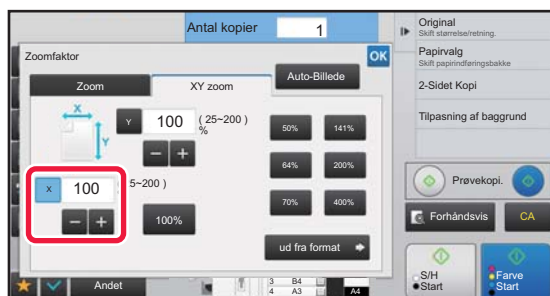 Antal kopier 1
Zoomfaktor
OK
Zoom
XY zoom
Auto-Billede
X
Y
Y 100 ( 25~200 )
%
X 100 5~200 )
100%
50% 141%
64% 200%
70% 400%
ud fra format
Andet
3 B4
4 A3
A4
Original
Skift størrelse/retning.
Papirvalg
Skift papirindføringsbakke
2-Sidet Kopi
Tilpasning af baggrund
Prøvekopi.
Forhåndsvis
CA
S/H
Start
Farve
Start